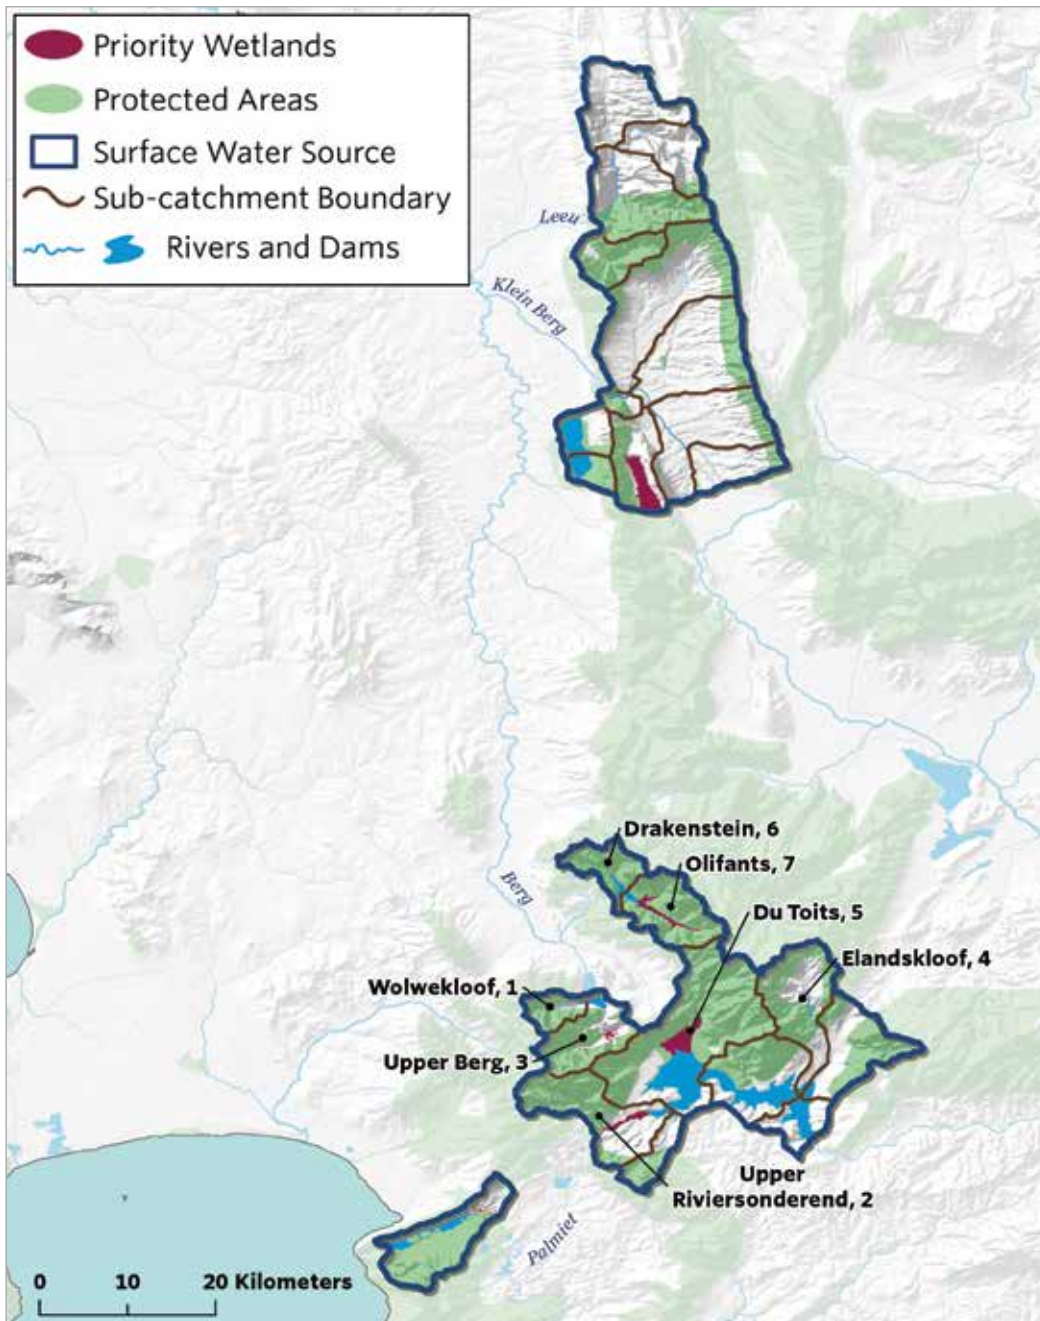 Priority Wetlands
Protected Areas
Surface Water Source
Sub-catchment Boundary
Rivers and Dams
Leeu
Klein Berg
Drakenstein, 6
Olifants, 7
Berg
Du Toits, 5
Elandskloof, 4
Wolwekloof, 1
Upper Berg, 3
Upper
Riviersonderend, 2
Palmiet
0 10 20 Kilometers